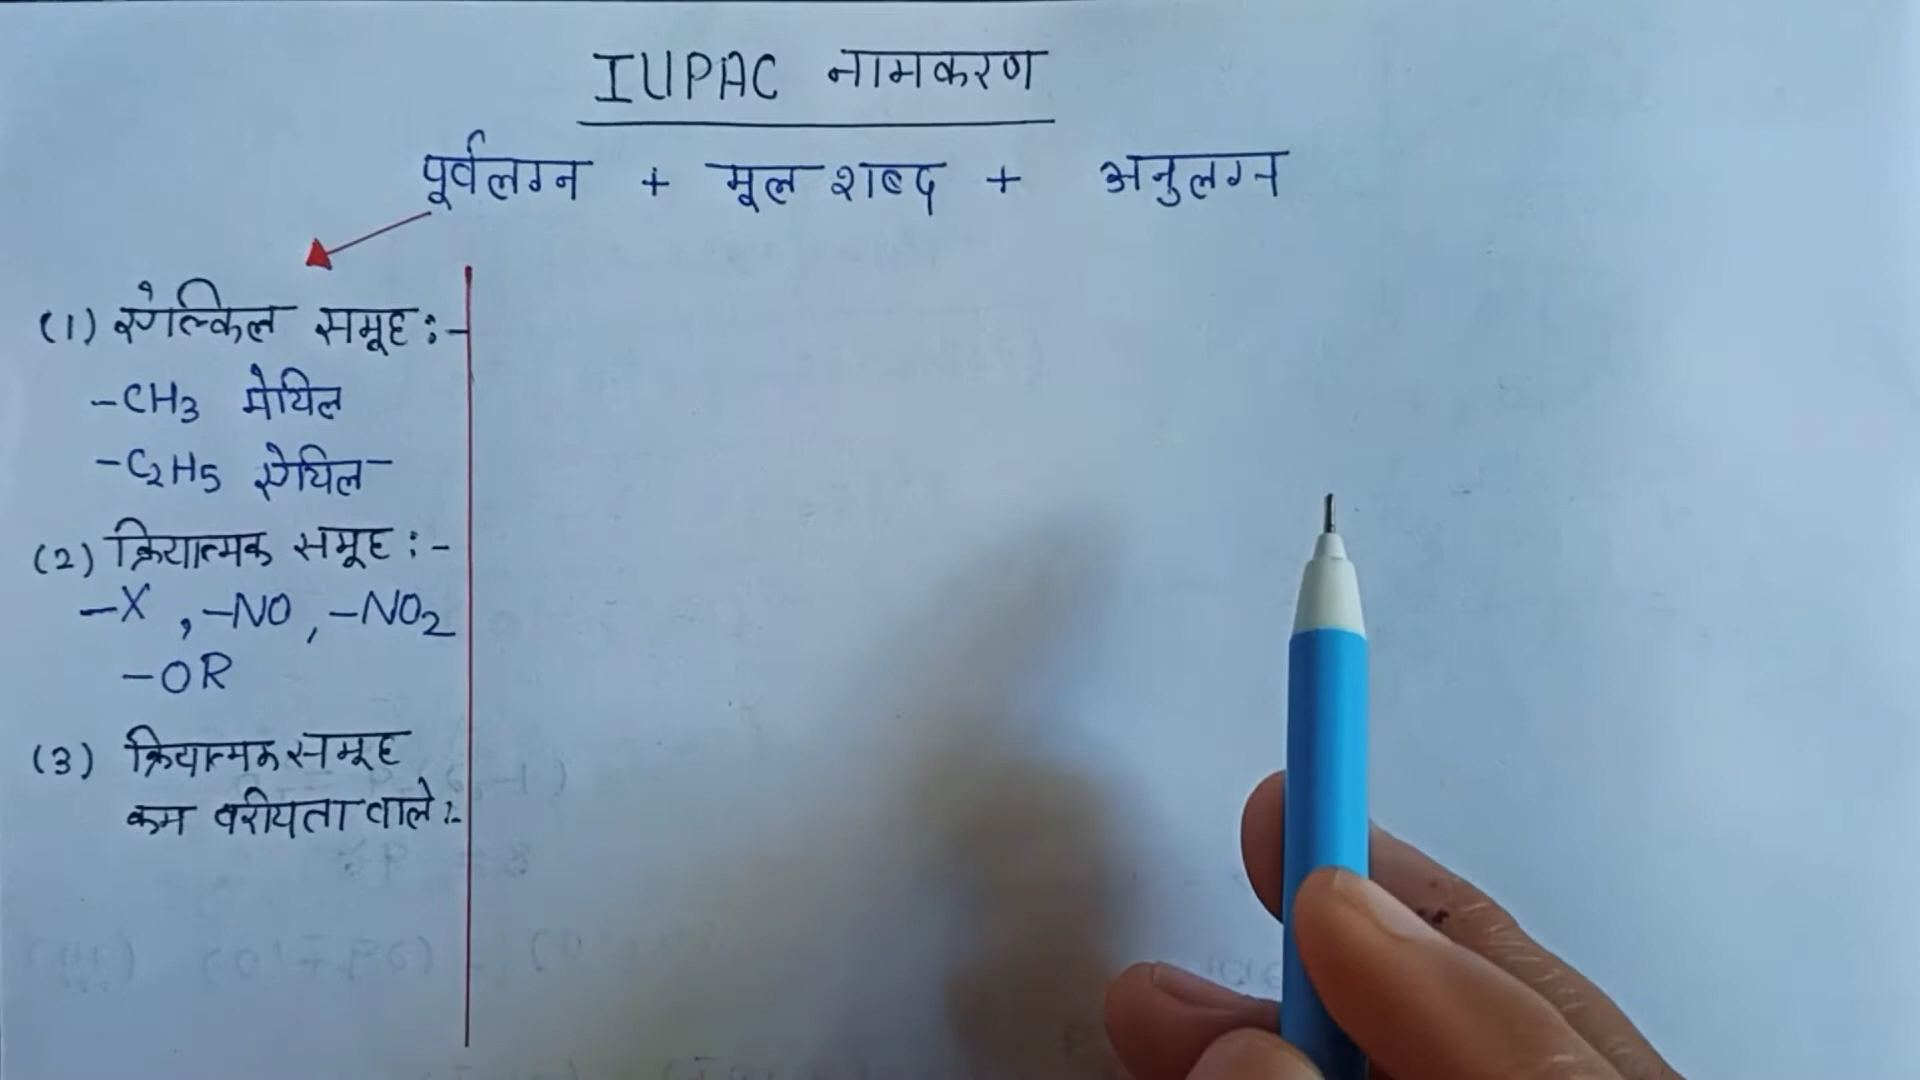 IUPAC नामकरण
पूर्वलग्न + मूल शब्द + अनुलग्न
(1) ऐल्किल समूह :-
-CH3 मेथिल
-C2H5 ऐथिल
(2) क्रियात्मक समूह :-
-X , -NO , -NO2
-OR
(3) क्रियात्मक समूह
कम वरीयता वाले :-